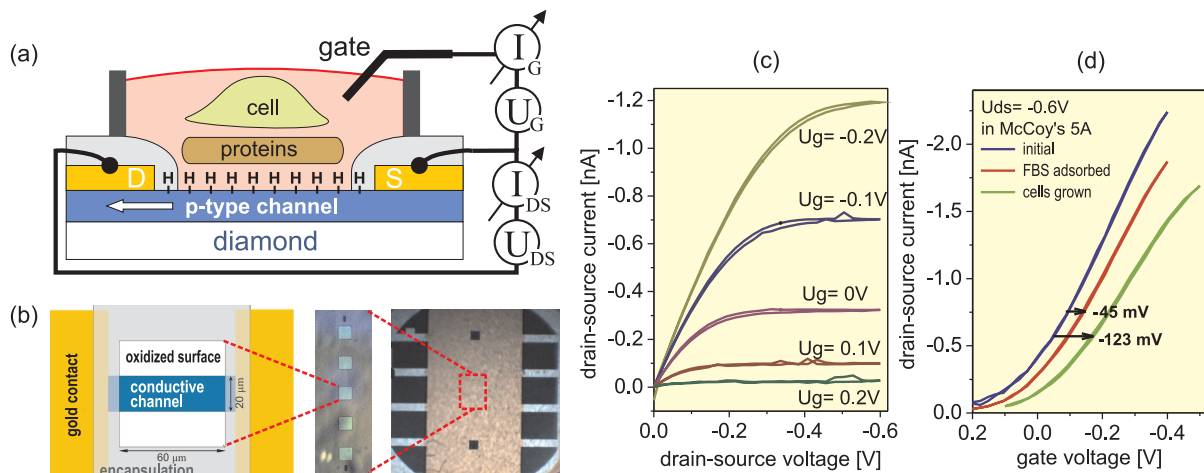 (a)
gate
I
G
U
G
cell
proteins
D
H H H H H H H H H H
S
I
DS
p-type channel
diamond
U
DS
(b)
gold contact
oxidized surface
conductive
channel
20 µm
60 µm
encapsulation
(c)
drain-source current [nA]
-1.2
-1.0
-0.8
-0.6
-0.4
-0.2
0.0
Ug= -0.2V
Ug= -0.1V
Ug= 0V
Ug= 0.1V
Ug= 0.2V
0.0 -0.2 -0.4 -0.6
drain-source voltage [V]
(d)
drain-source current [nA]
-2.0
-1.5
-1.0
-0.5
0.0
Uds= -0.6V
in McCoy's 5A
initial
FBS adsorbed
cells grown
-45 mV
-123 mV
0.2 0.0 -0.2 -0.4
gate voltage [V]